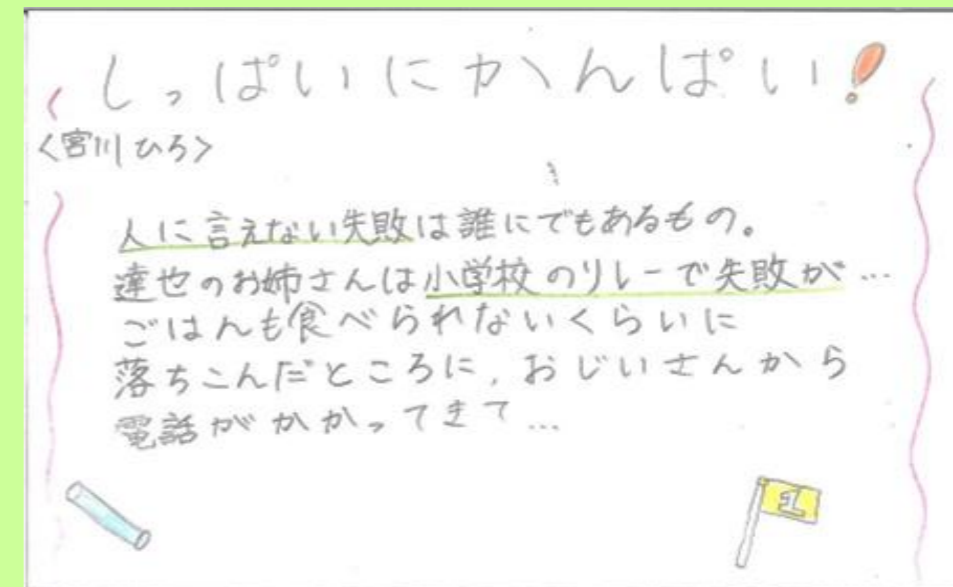 しっぱいにかんぱい！
<宮川ひろ>
人に言えない失敗は誰にでもあるもの。
達也のお姉さんは小学校のリレーで失敗が…
ごはんも食べられないくらいに
落ちこんだところに、おじいさんから
電話がかかってきて…
1